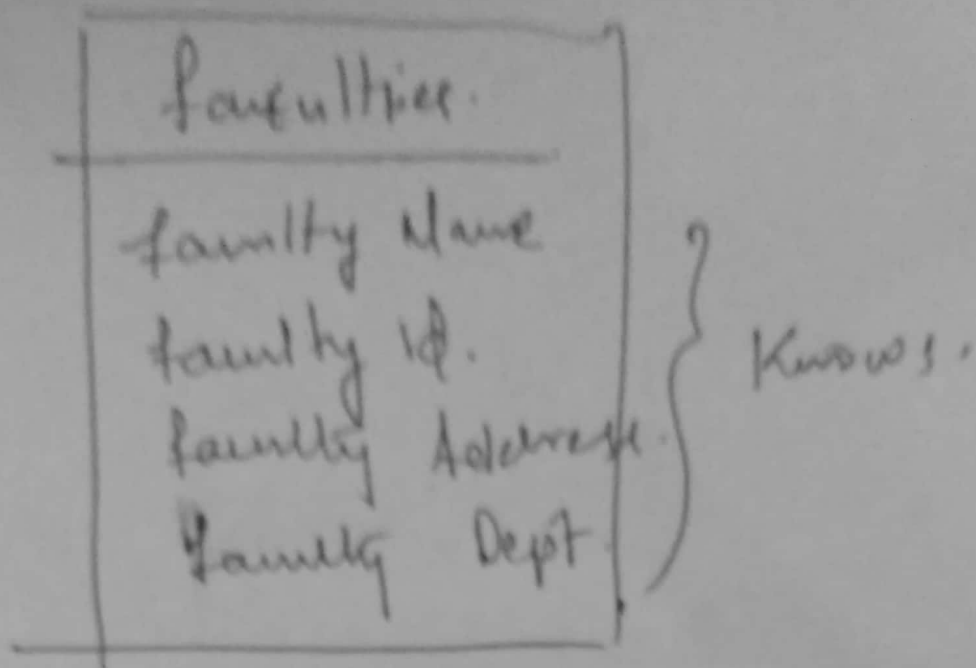 Faculties.
Faculty Name
Faculty id.
Faculty Address.
Faculty Dept.
Knows.